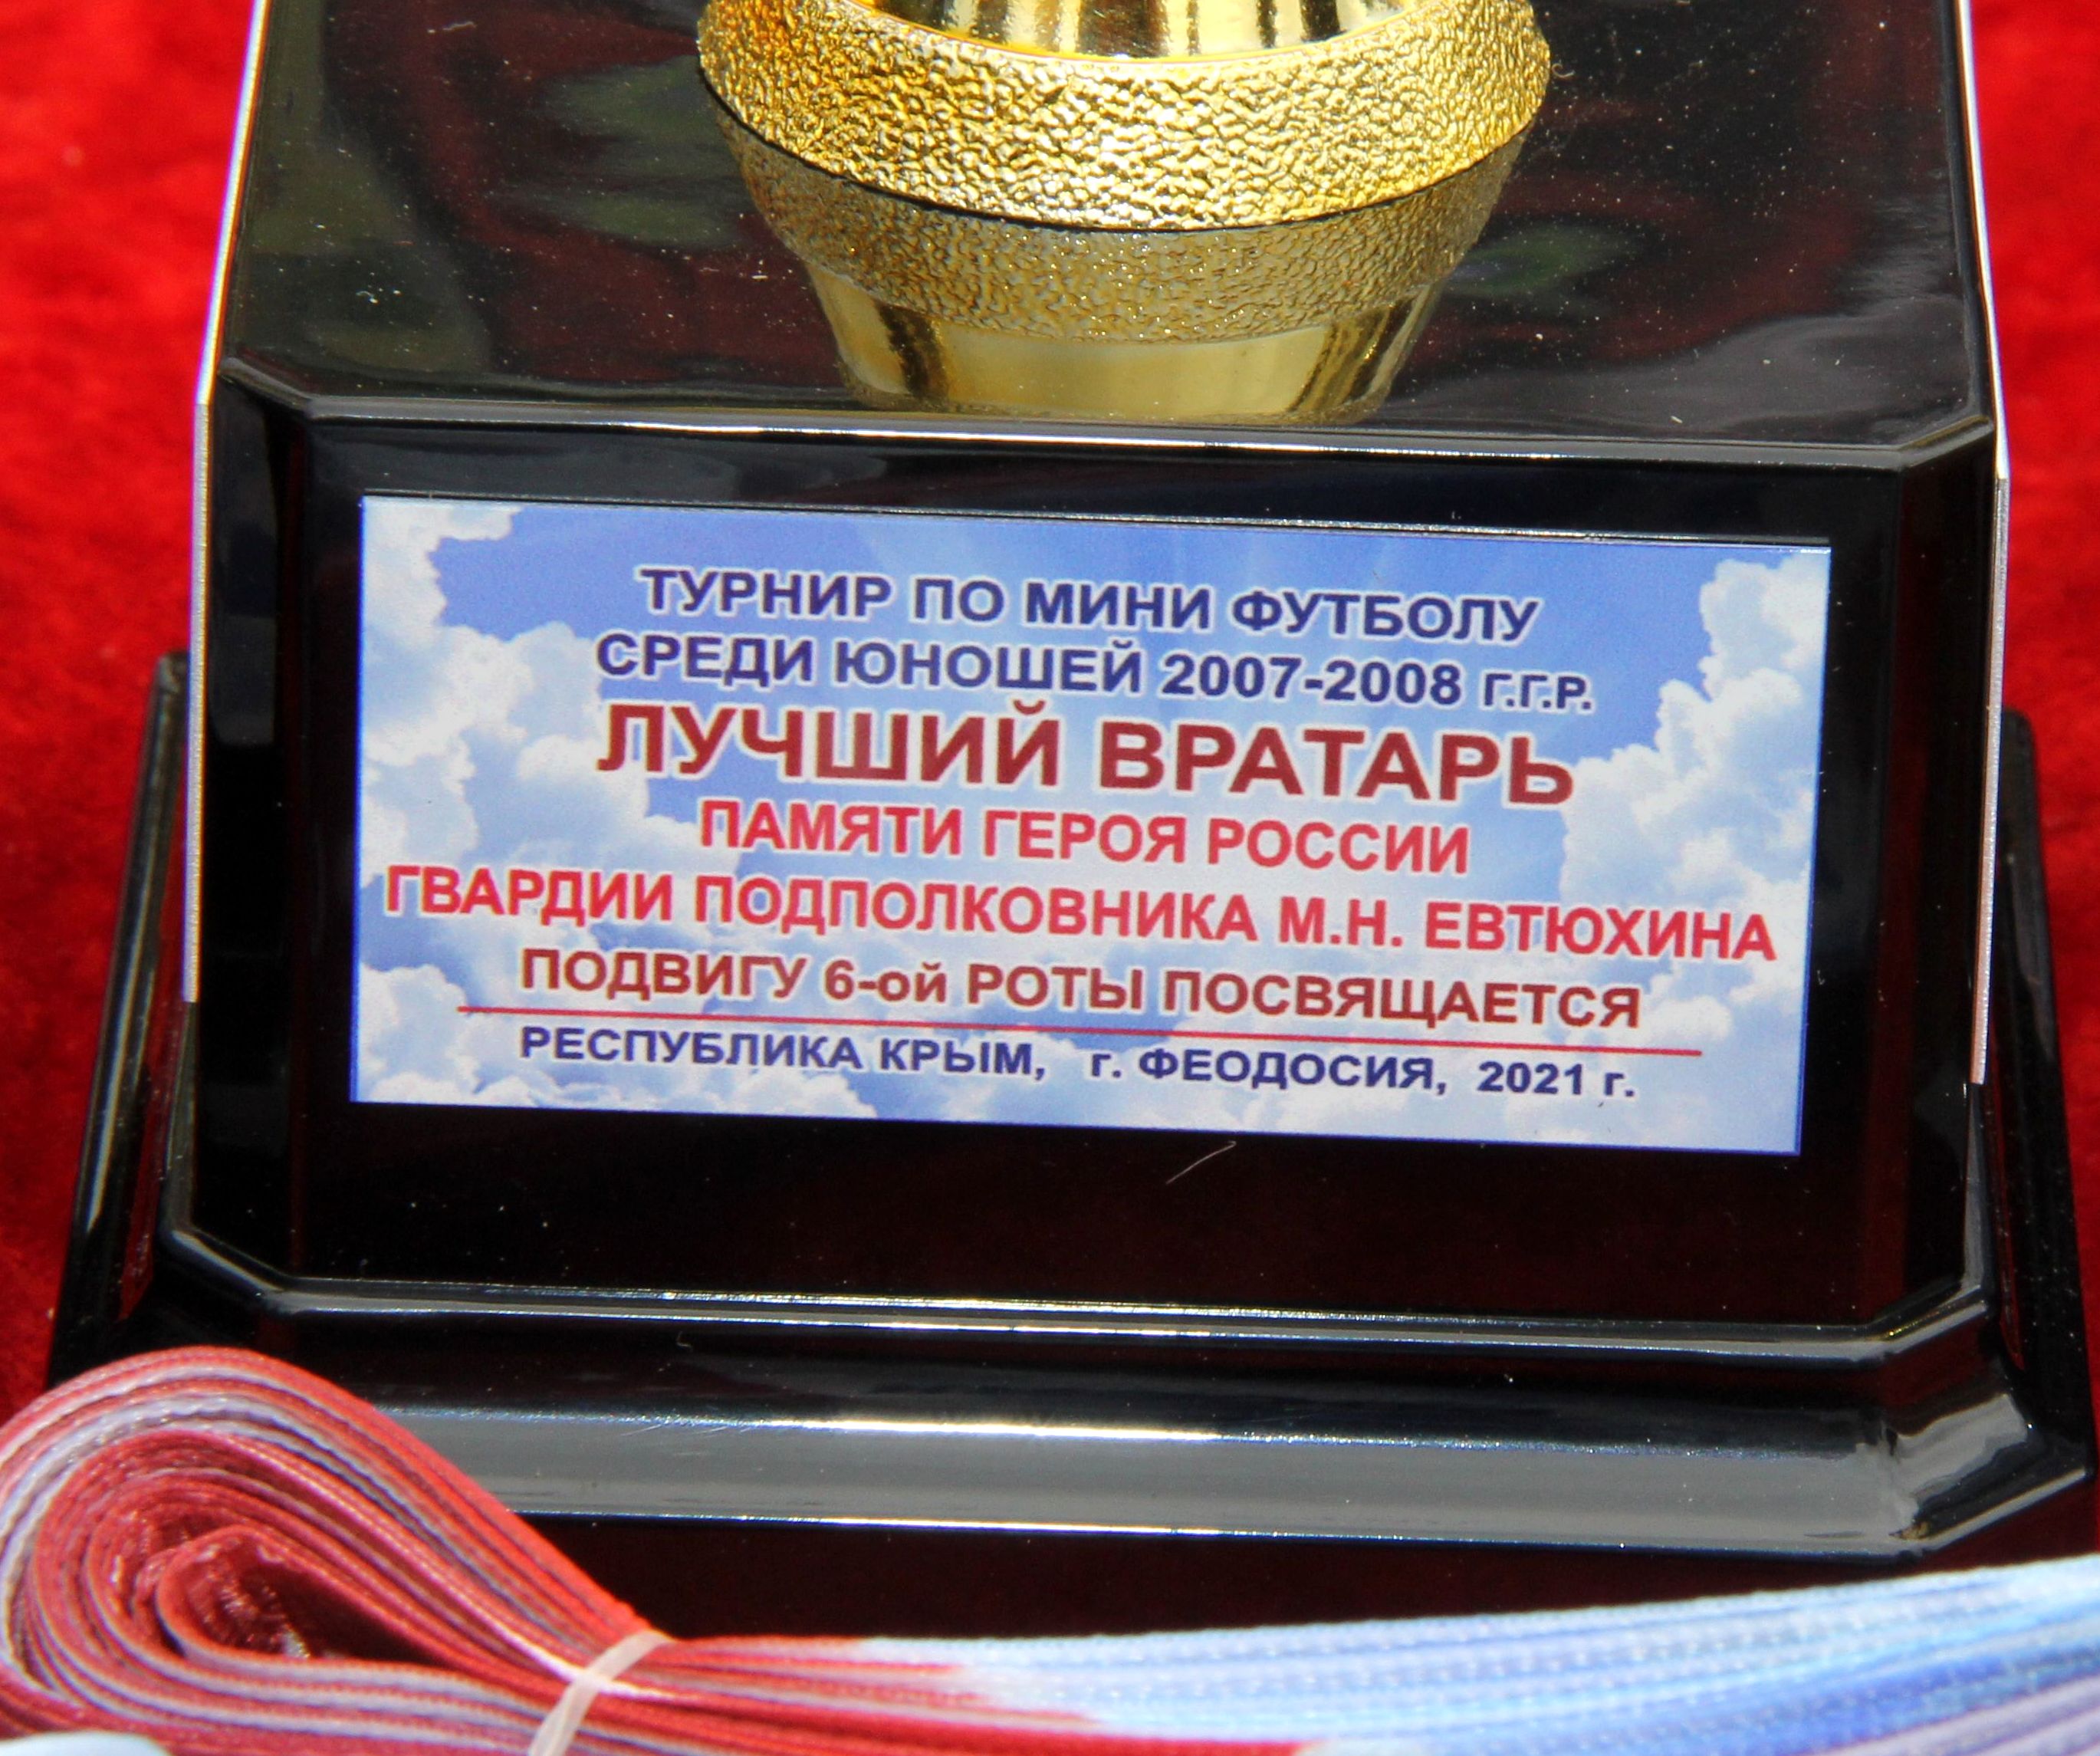 ТУРНИР ПО МИНИ ФУТБОЛУ
СРЕДИ ЮНОШЕЙ 2007-2008 Г.Г.Р.
ЛУЧШИЙ ВРАТАРЬ
ПАМЯТИ ГЕРОЯ РОССИИ
ГВАРДИИ ПОДПОЛКОВНИКА М.Н. ЕВТЮХИНА
ПОДВИГУ 6-ой РОТЫ ПОСВЯЩАЕТСЯ
РЕСПУБЛИКА КРЫМ, г. ФЕОДОСИЯ, 2021 г.